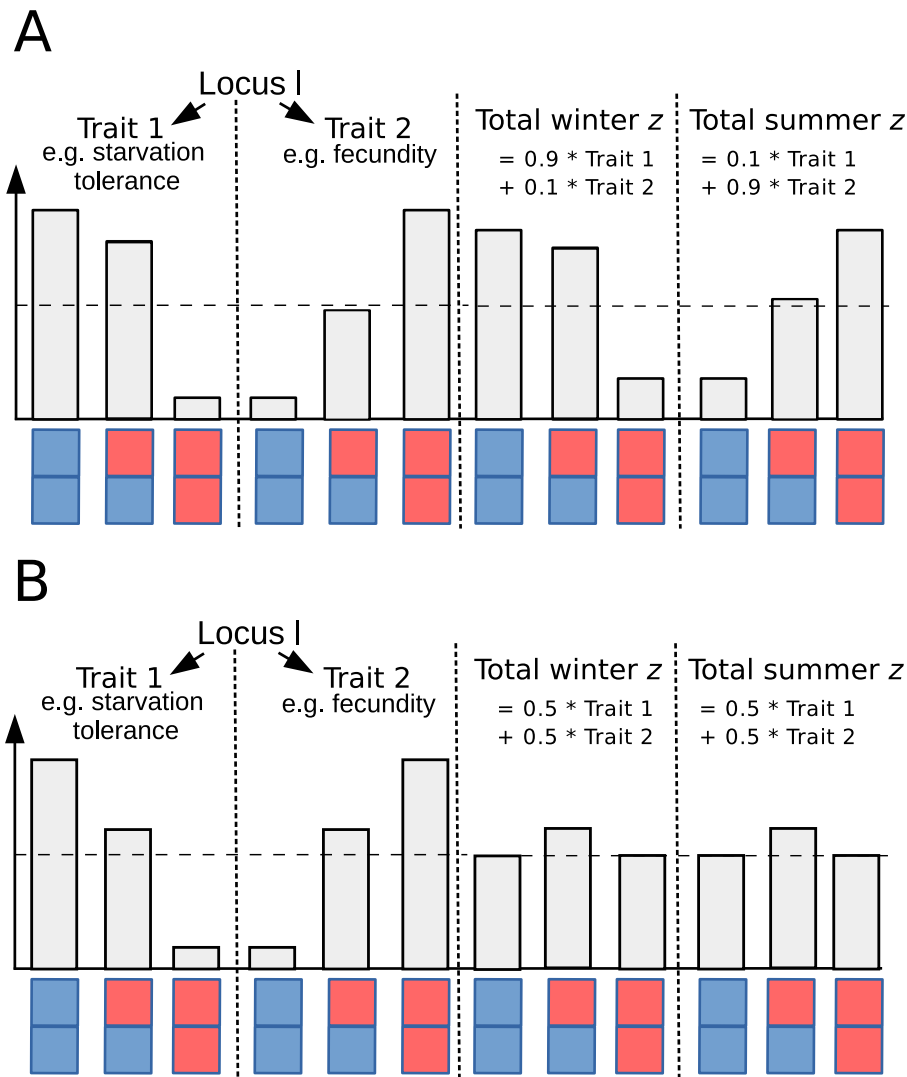 A
Locus l
Trait 1
e.g. starvation
tolerance
Trait 2
e.g. fecundity
Total winter z
= 0.9 * Trait 1
+ 0.1 * Trait 2
Total summer z
= 0.1 * Trait 1
+ 0.9 * Trait 2
B
Locus l
Trait 1
e.g. starvation
tolerance
Trait 2
e.g. fecundity
Total winter z
= 0.5 * Trait 1
+ 0.5 * Trait 2
Total summer z
= 0.5 * Trait 1
+ 0.5 * Trait 2